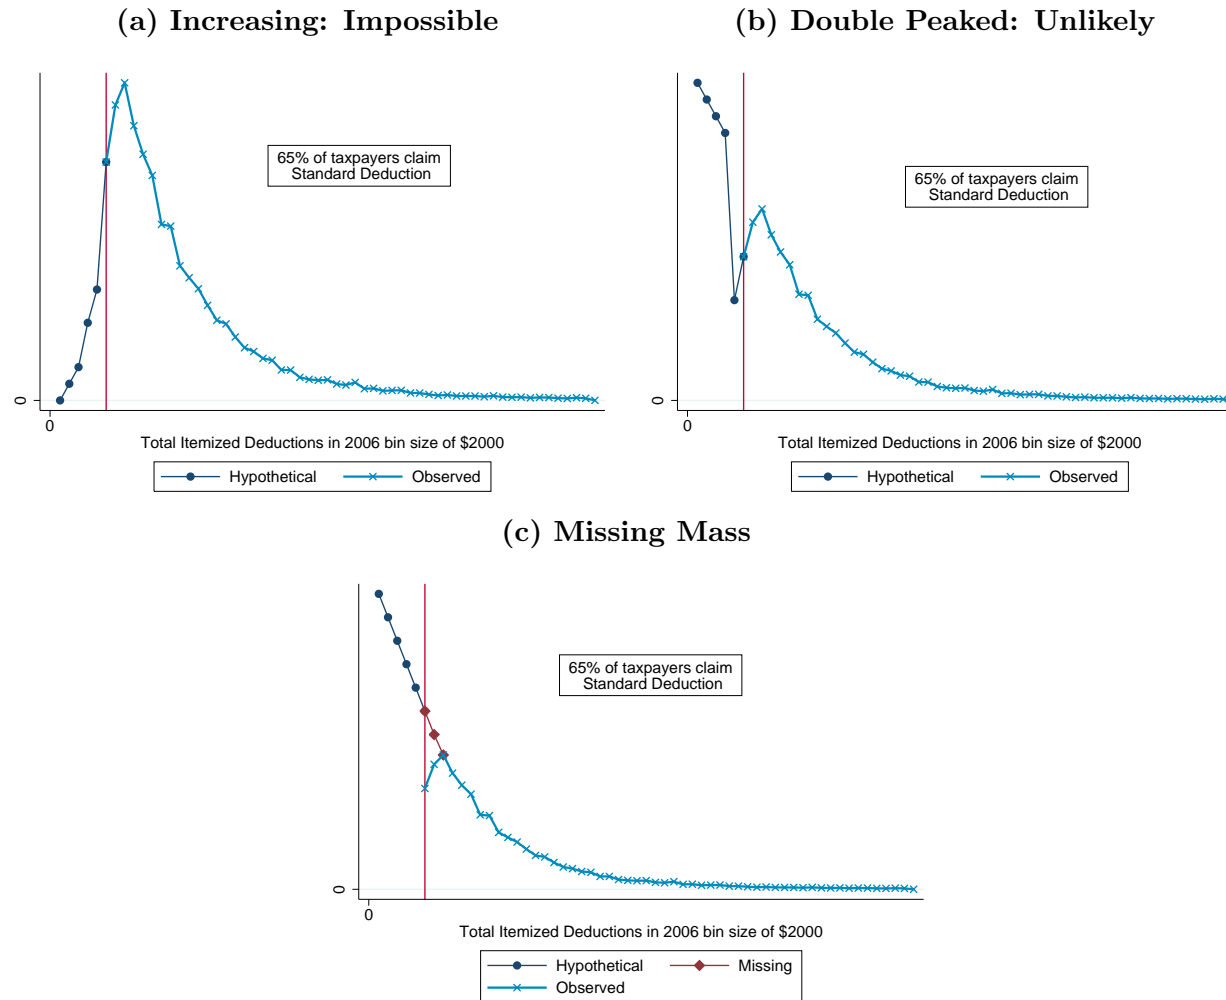 (a) Increasing: Impossible
65% of taxpayers claim
Standard Deduction
0
0
Total Itemized Deductions in 2006 bin size of $2000
Hypothetical Observed
(b) Double Peaked: Unlikely
65% of taxpayers claim
Standard Deduction
0
0
Total Itemized Deductions in 2006 bin size of $2000
Hypothetical Observed
(c) Missing Mass
65% of taxpayers claim
Standard Deduction
0
0
Total Itemized Deductions in 2006 bin size of $2000
Hypothetical Missing
Observed